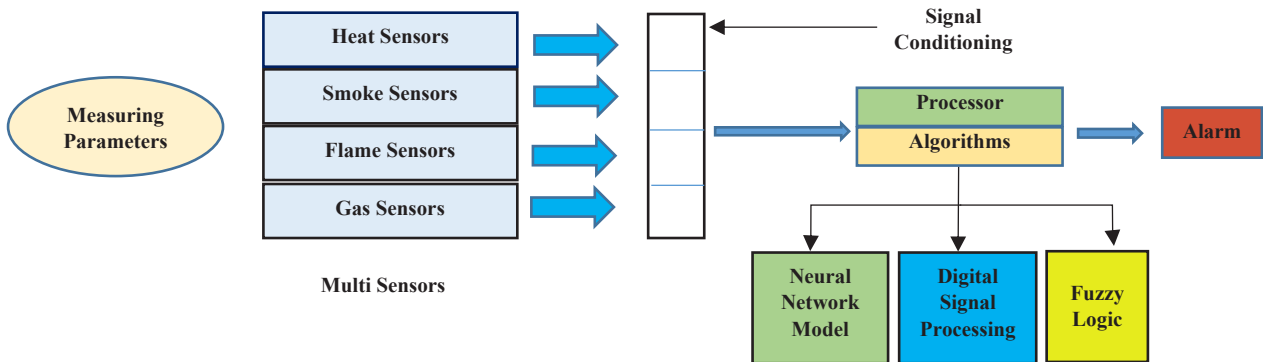 Measuring
Parameters
Heat Sensors
Smoke Sensors
Flame Sensors
Gas Sensors
Multi Sensors
Signal
Conditioning
Processor
Algorithms
Alarm
Neural
Network
Model
Digital
Signal
Processing
Fuzzy
Logic